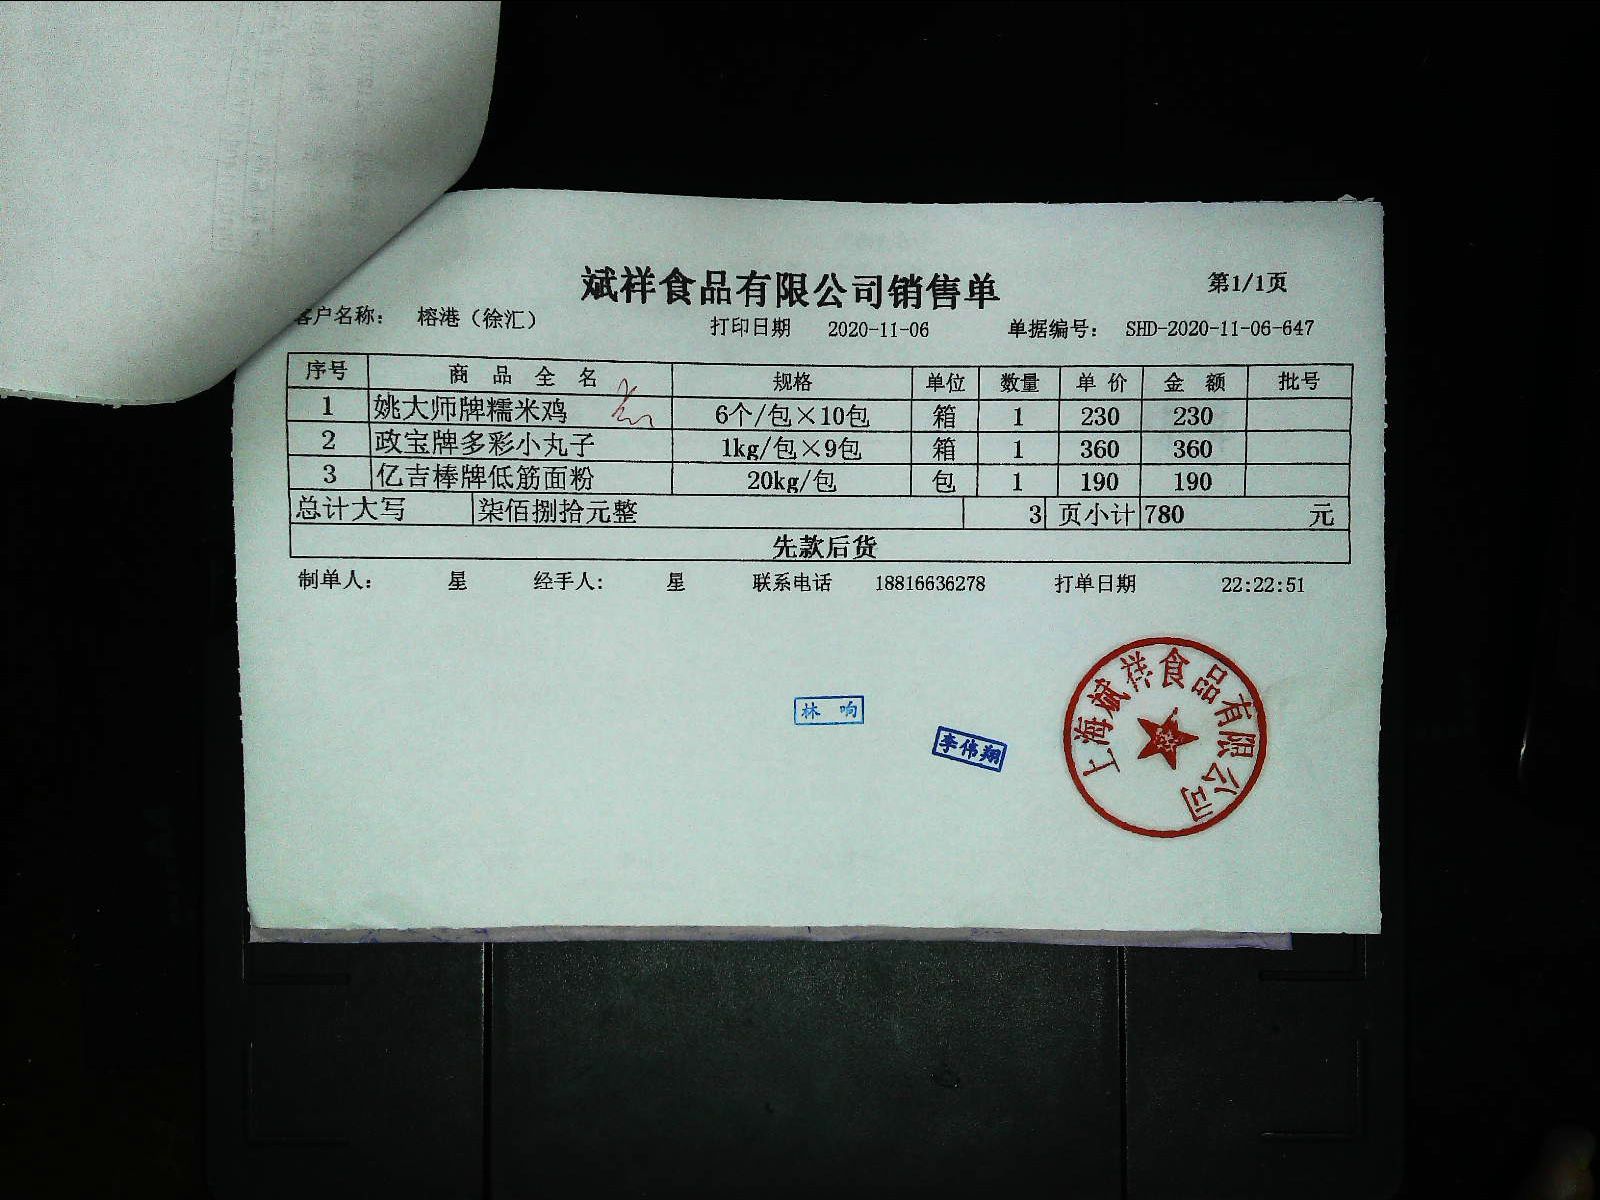 斌祥食品有限公司销售单
第1/1页
客户名称： 榕港（徐汇） 打印日期 2020-11-06 单据编号： SHD-2020-11-06-647
序号 商品全名 规格 单位 数量 单价 金额 批号
1 姚大师牌糯米鸡 6个/包×10包 箱 1 230 230
2 政宝牌多彩小丸子 1kg/包×9包 箱 1 360 360
3 亿吉棒牌低筋面粉 20kg/包 包 1 190 190
总计大写 柒佰捌拾元整 3 页小计 780 元
先款后货
制单人： 星 经手人： 星 联系电话 18816636278 打单日期 22:22:51
林响
李伟翔
上海斌祥食品有限公司